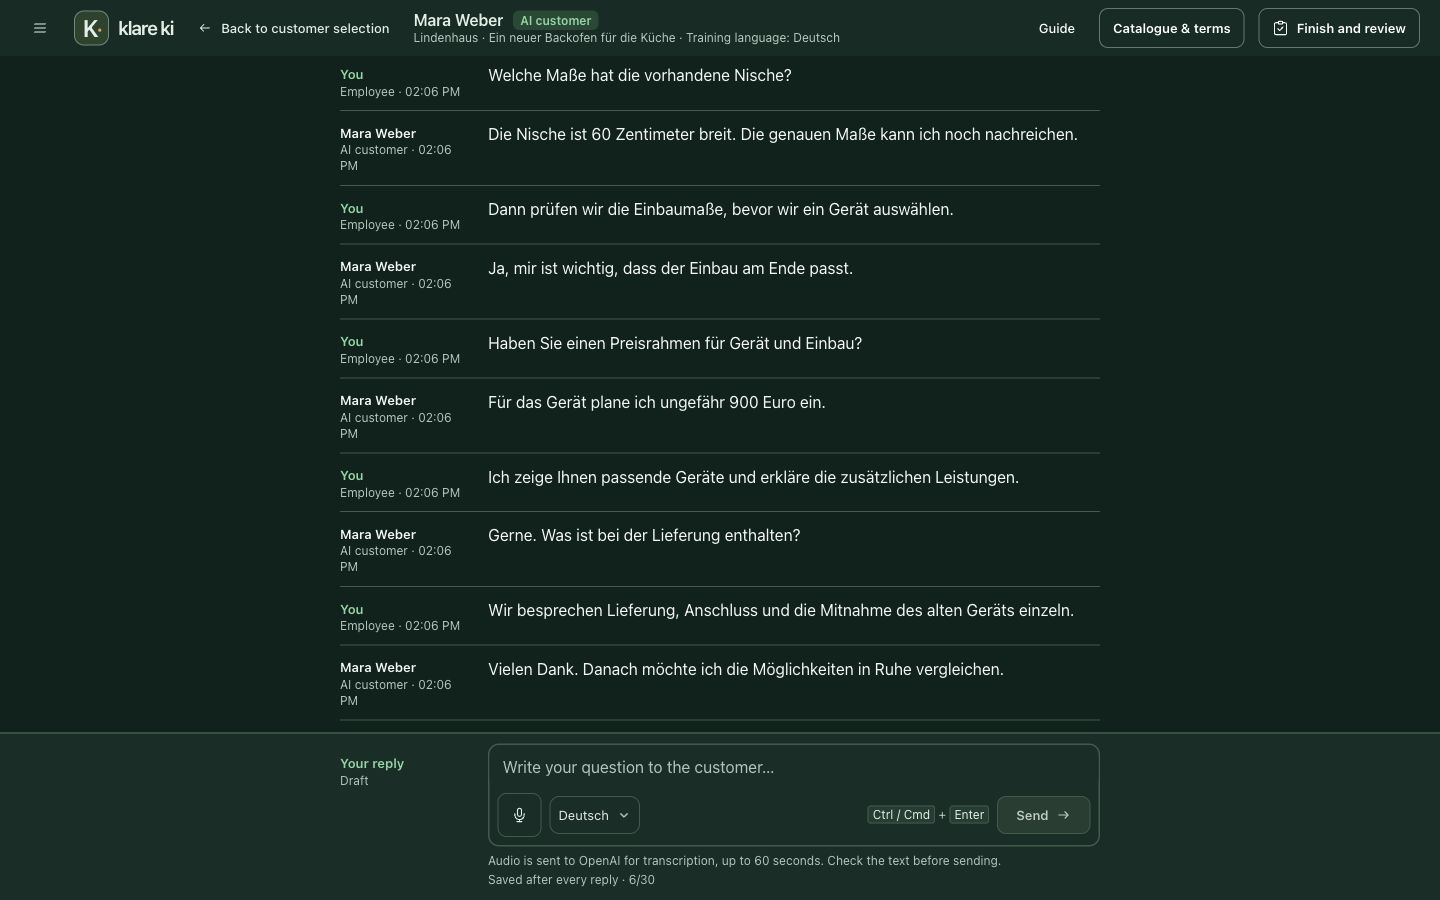 K. klare ki
Back to customer selection
Mara Weber AI customer
Lindenhaus · Ein neuer Backofen für die Küche · Training language: Deutsch
Guide
Catalogue & terms
Finish and review
You
Employee · 02:06 PM
Welche Maße hat die vorhandene Nische?
Mara Weber
AI customer · 02:06
PM
Die Nische ist 60 Zentimeter breit. Die genauen Maße kann ich noch nachreichen.
You
Employee · 02:06 PM
Dann prüfen wir die Einbaumaße, bevor wir ein Gerät auswählen.
Mara Weber
AI customer · 02:06
PM
Ja, mir ist wichtig, dass der Einbau am Ende passt.
You
Employee · 02:06 PM
Haben Sie einen Preisrahmen für Gerät und Einbau?
Mara Weber
AI customer · 02:06
PM
Für das Gerät plane ich ungefähr 900 Euro ein.
You
Employee · 02:06 PM
Ich zeige Ihnen passende Geräte und erkläre die zusätzlichen Leistungen.
Mara Weber
AI customer · 02:06
PM
Gerne. Was ist bei der Lieferung enthalten?
You
Employee · 02:06 PM
Wir besprechen Lieferung, Anschluss und die Mitnahme des alten Geräts einzeln.
Mara Weber
AI customer · 02:06
PM
Vielen Dank. Danach möchte ich die Möglichkeiten in Ruhe vergleichen.
Your reply
Draft
Write your question to the customer...
Deutsch
Ctrl / Cmd + Enter
Send
Audio is sent to OpenAI for transcription, up to 60 seconds. Check the text before sending.
Saved after every reply · 6/30